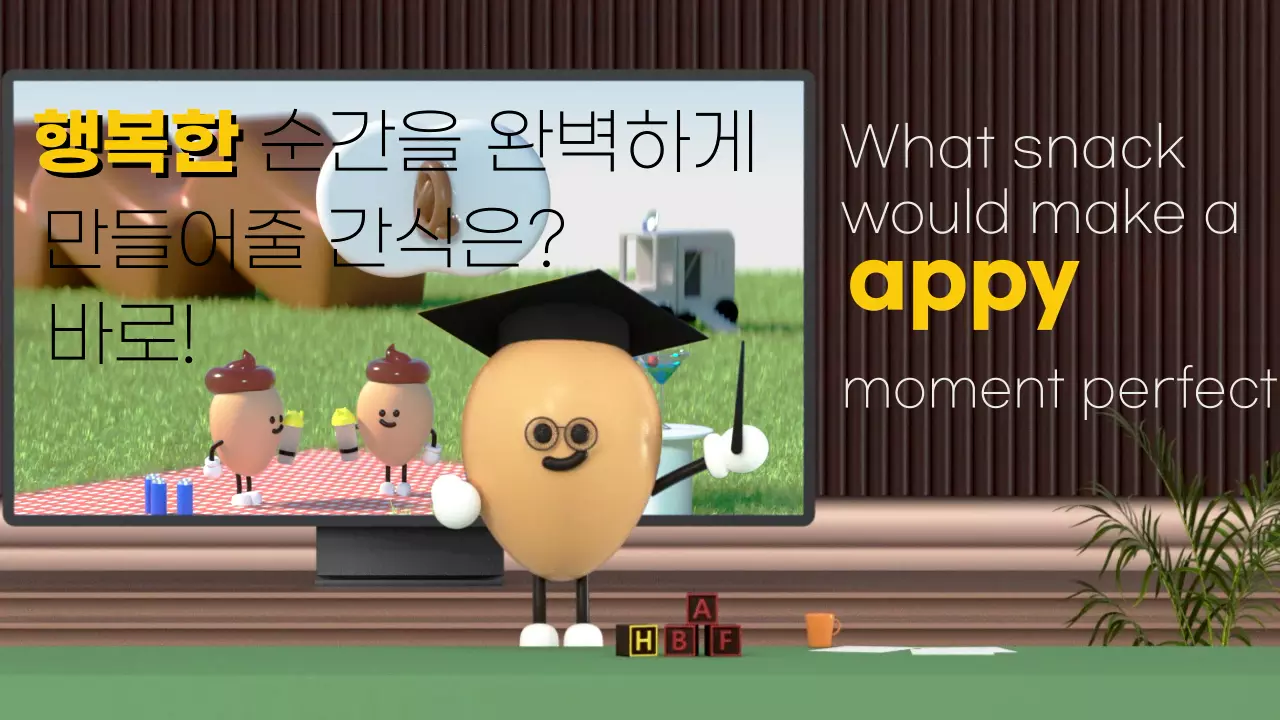 행복한 순간을 완벽하게
만들어줄 간식은?
바로!
What snack
would make a
appy
moment perfect
A
H B F